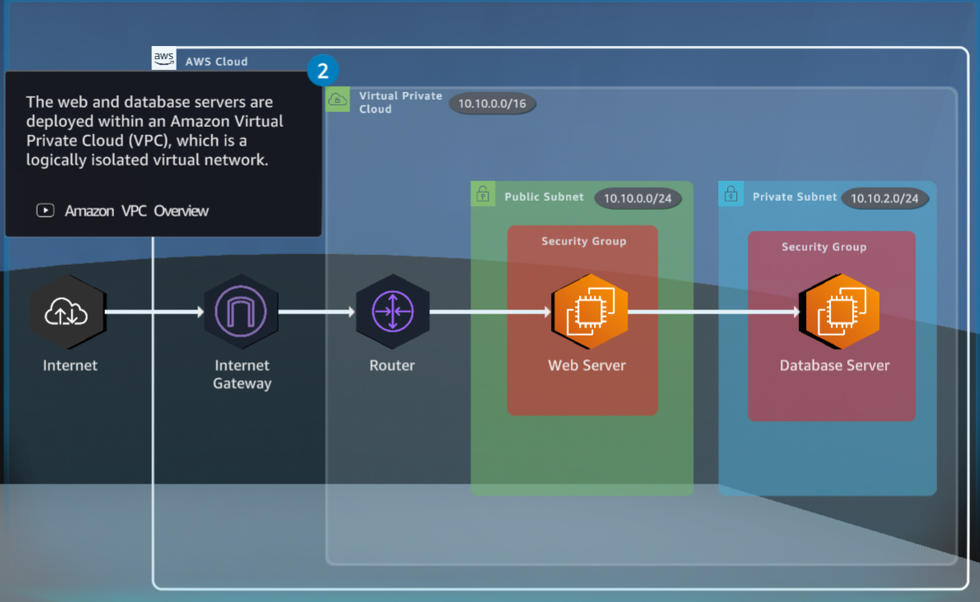 aws
AWS Cloud
2
The web and database servers are
deployed within an Amazon Virtual
Private Cloud (VPC), which is a
logically isolated virtual network.
Amazon VPC Overview
Virtual Private
Cloud
10.10.0.0/16
Public Subnet
10.10.0.0/24
Private Subnet
10.10.2.0/24
Security Group
Security Group
Internet
Internet
Gateway
Router
Web Server
Database Server